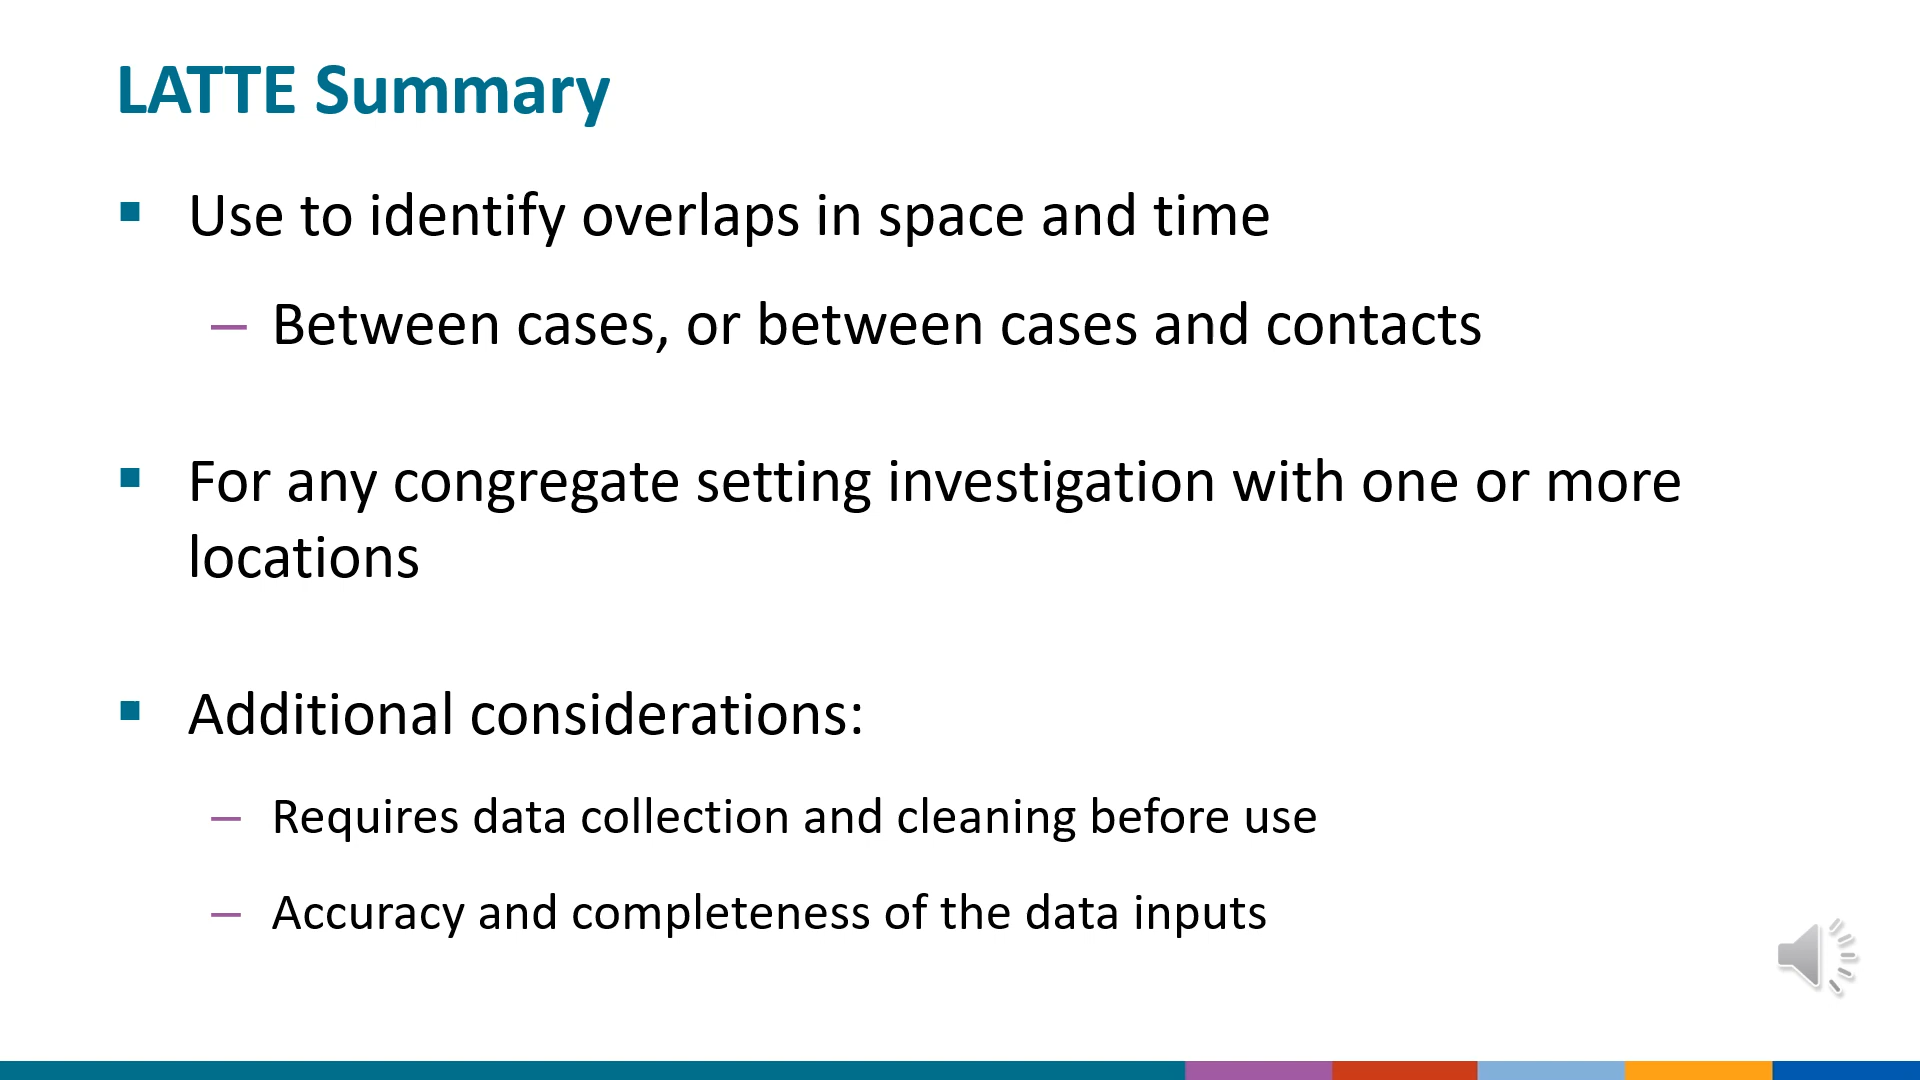 LATTE Summary
▪ Use to identify overlaps in space and time
– Between cases, or between cases and contacts
▪ For any congregate setting investigation with one or more
locations
▪ Additional considerations:
– Requires data collection and cleaning before use
– Accuracy and completeness of the data inputs